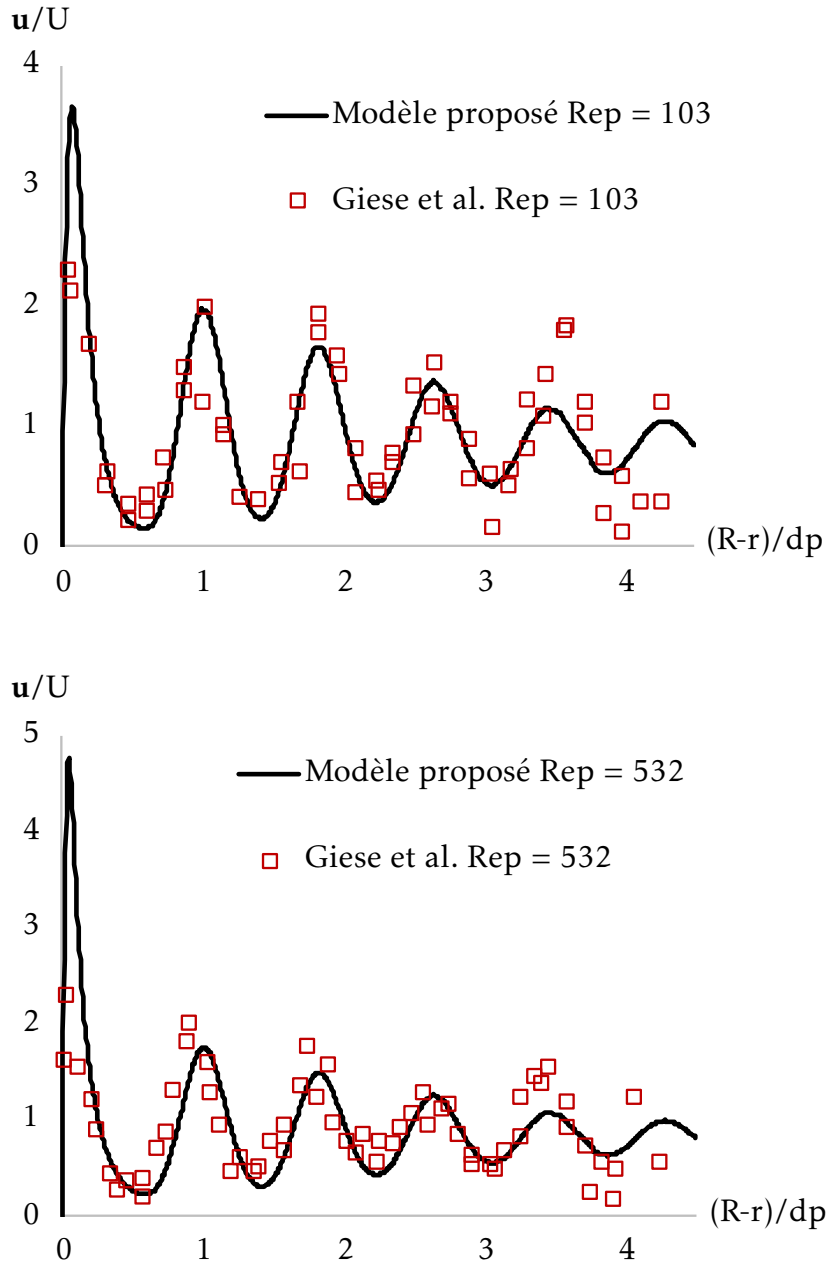 u/U
4
Modèle proposé Rep = 103
3
Giese et al. Rep = 103
2
1
0
(R-r)/dp
0 1 2 3 4
u/U
5
Modèle proposé Rep = 532
4
Giese et al. Rep = 532
3
2
1
0
(R-r)/dp
0 1 2 3 4